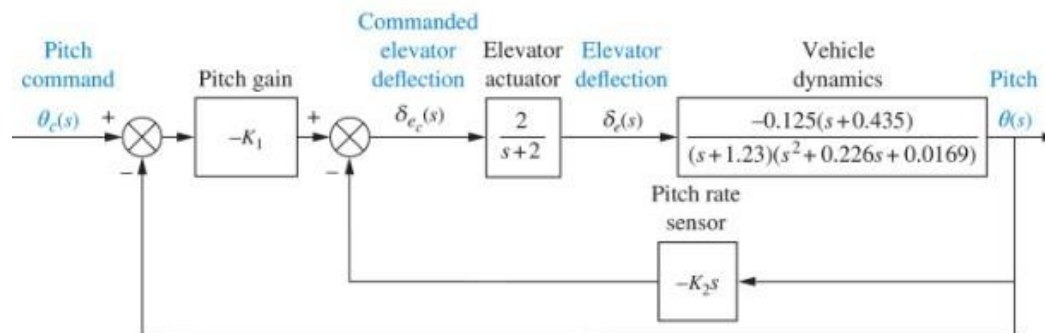 Pitch
command
θc(s)
+
−
Pitch gain
−K1
+
−
Commanded
elevator
deflection
δec(s)
Elevator
actuator
2
s+2
Elevator
deflection
δe(s)
Vehicle
dynamics
−0.125(s+0.435)
(s+1.23)(s²+0.226s+0.0169)
Pitch
θ(s)
Pitch rate
sensor
−K2s